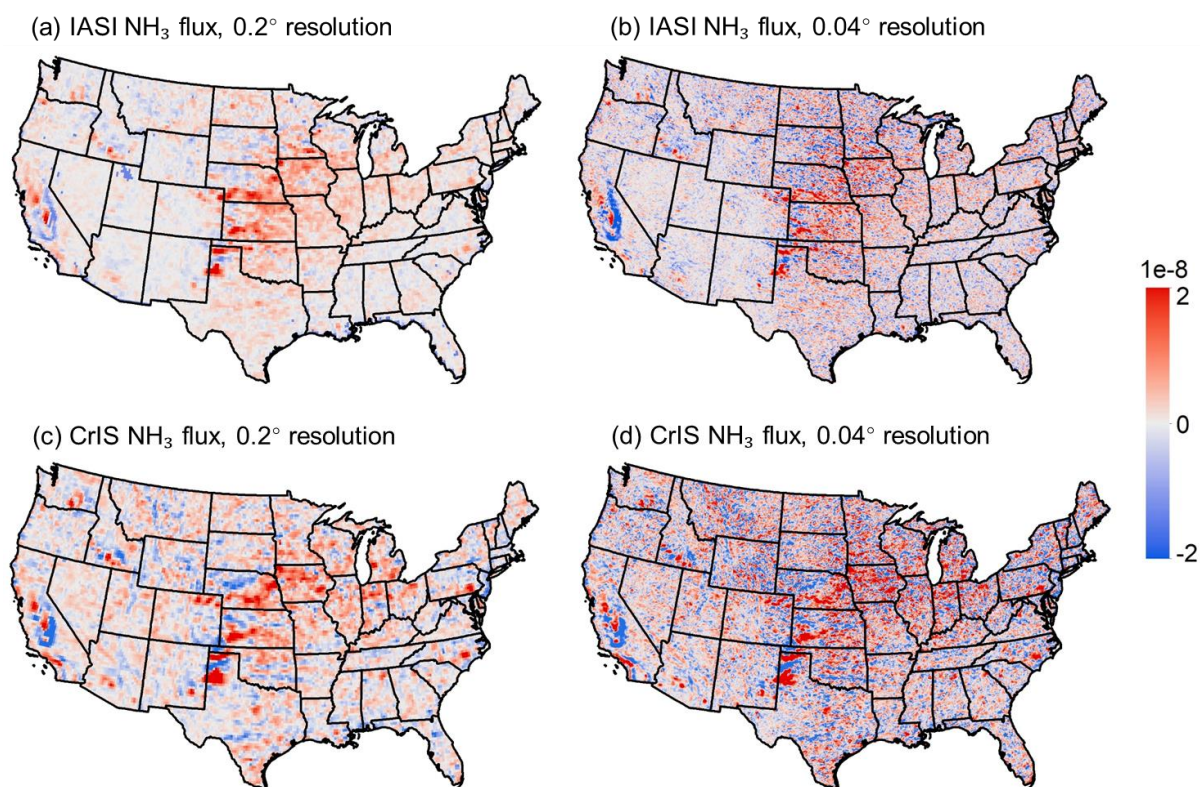 (a) IASI NH₃ flux, 0.2° resolution
(b) IASI NH₃ flux, 0.04° resolution
1e-8
2
0
-2
(c) CrIS NH₃ flux, 0.2° resolution
(d) CrIS NH₃ flux, 0.04° resolution